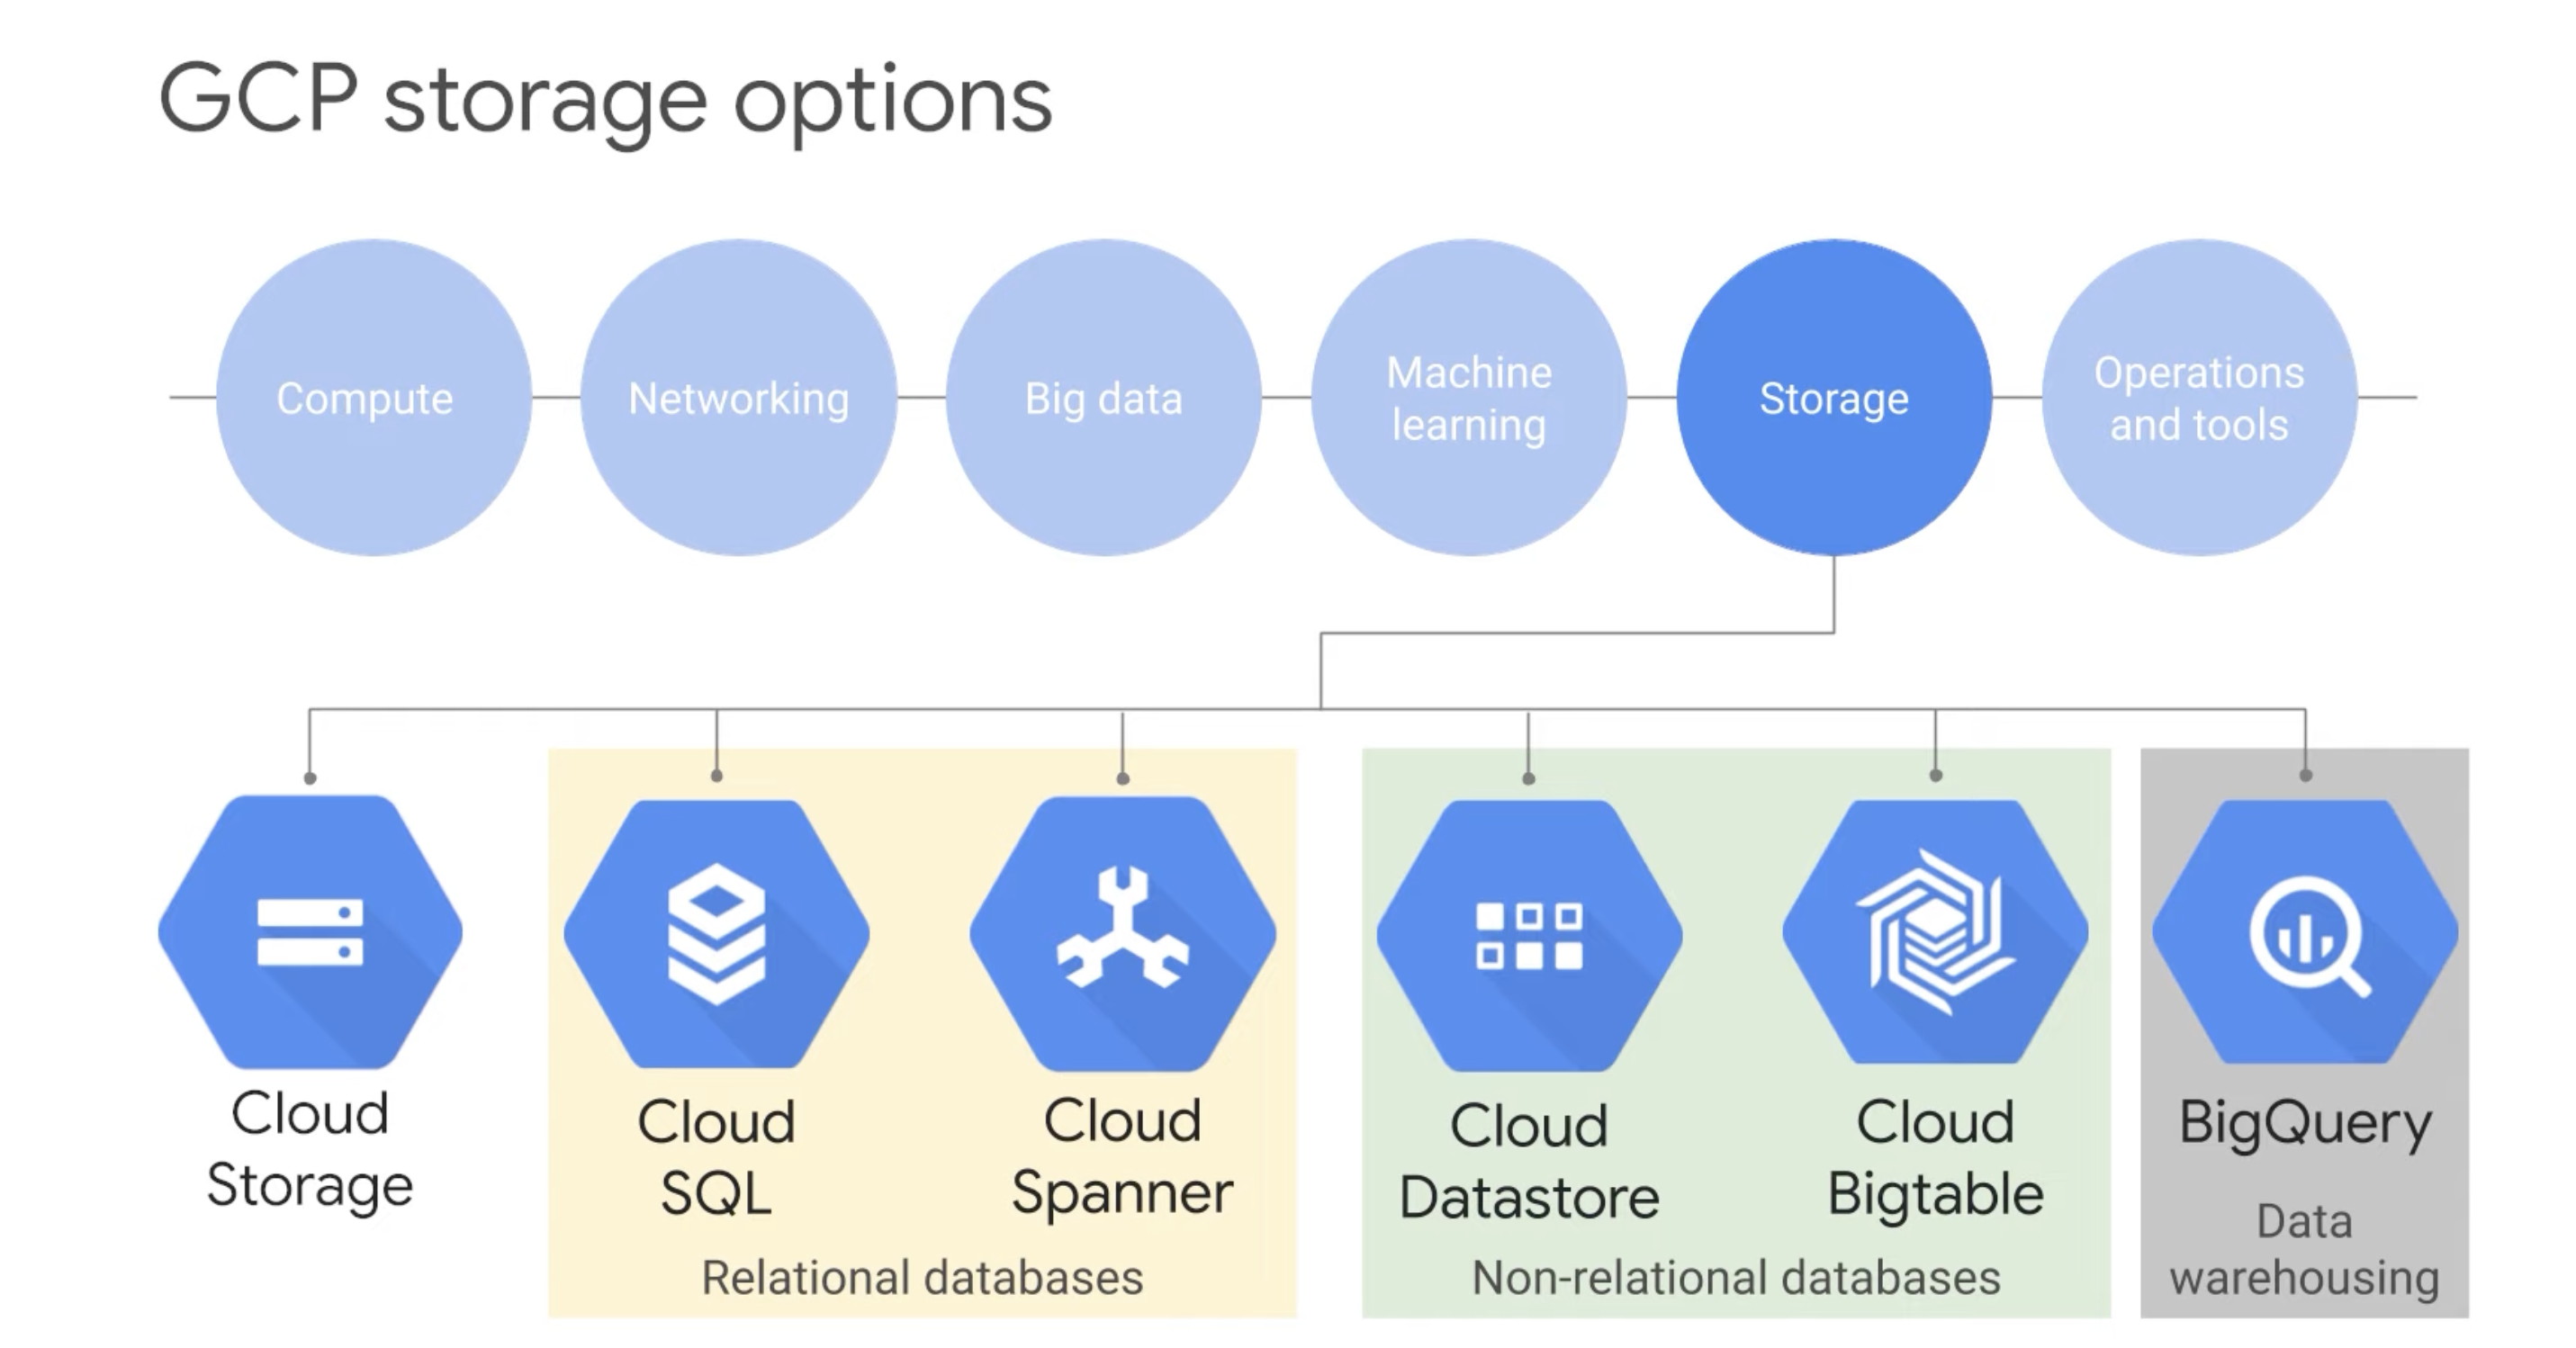 GCP storage options
Compute
Networking
Big data
Machine
learning
Storage
Operations
and tools
Cloud
Storage
Cloud
SQL
Cloud
Spanner
Relational databases
Cloud
Datastore
Cloud
Bigtable
Non-relational databases
BigQuery
Data
warehousing